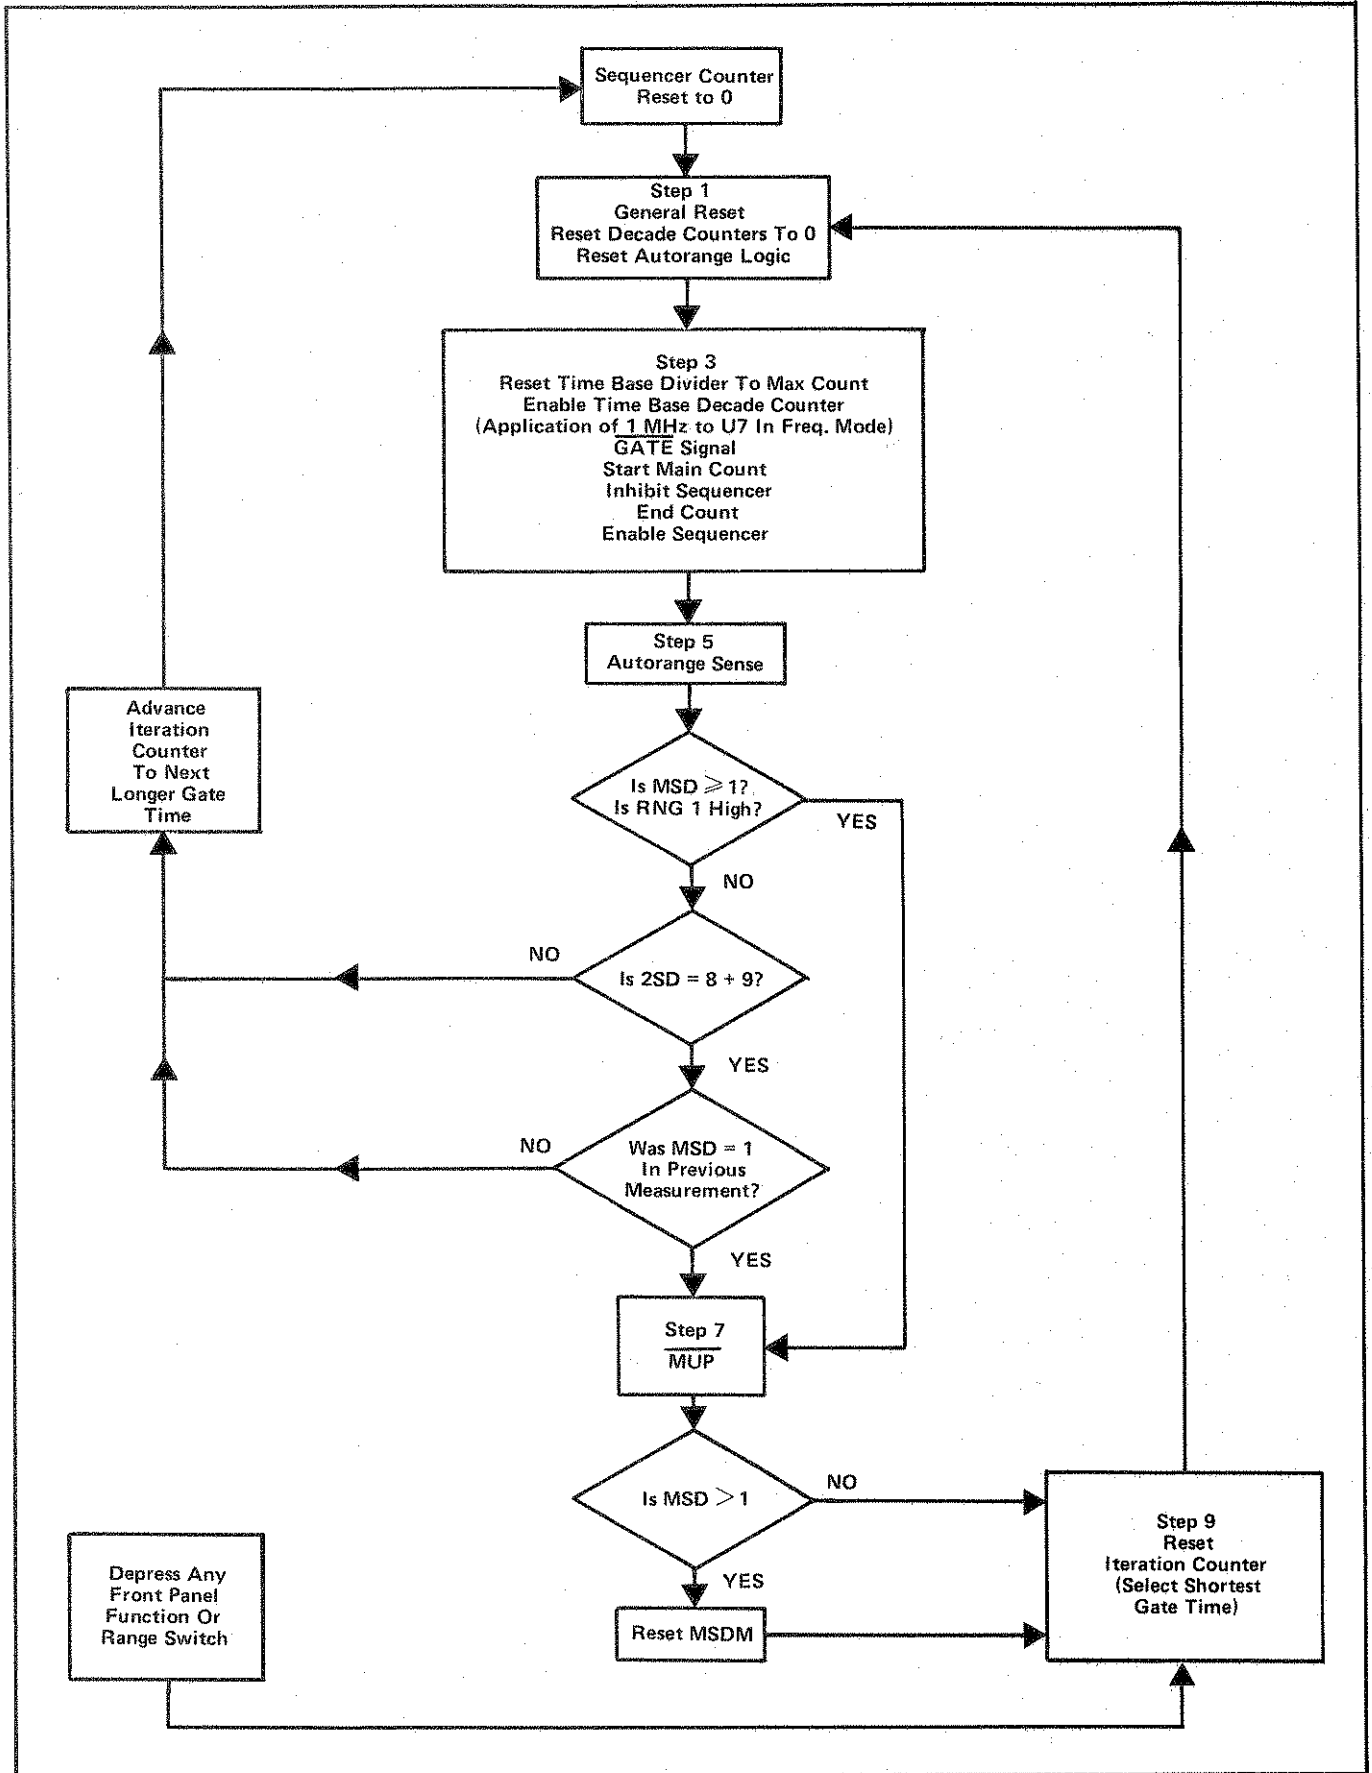 Sequencer Counter
Reset to 0
Step 1
General Reset
Reset Decade Counters To 0
Reset Autorange Logic
Step 3
Reset Time Base Divider To Max Count
Enable Time Base Decade Counter
(Application of 1 MHz to U7 In Freq. Mode)
GATE Signal
Start Main Count
Inhibit Sequencer
End Count
Enable Sequencer
Step 5
Autorange Sense
Advance
Iteration
Counter
To Next
Longer Gate
Time
Is MSD ⩾ 1?
Is RNG 1 High?
YES
NO
NO
Is 2SD = 8 + 9?
YES
NO
Was MSD = 1
In Previous
Measurement?
YES
Step 7
MUP
Is MSD > 1
NO
YES
Reset MSDM
Step 9
Reset
Iteration Counter
(Select Shortest
Gate Time)
Depress Any
Front Panel
Function Or
Range Switch